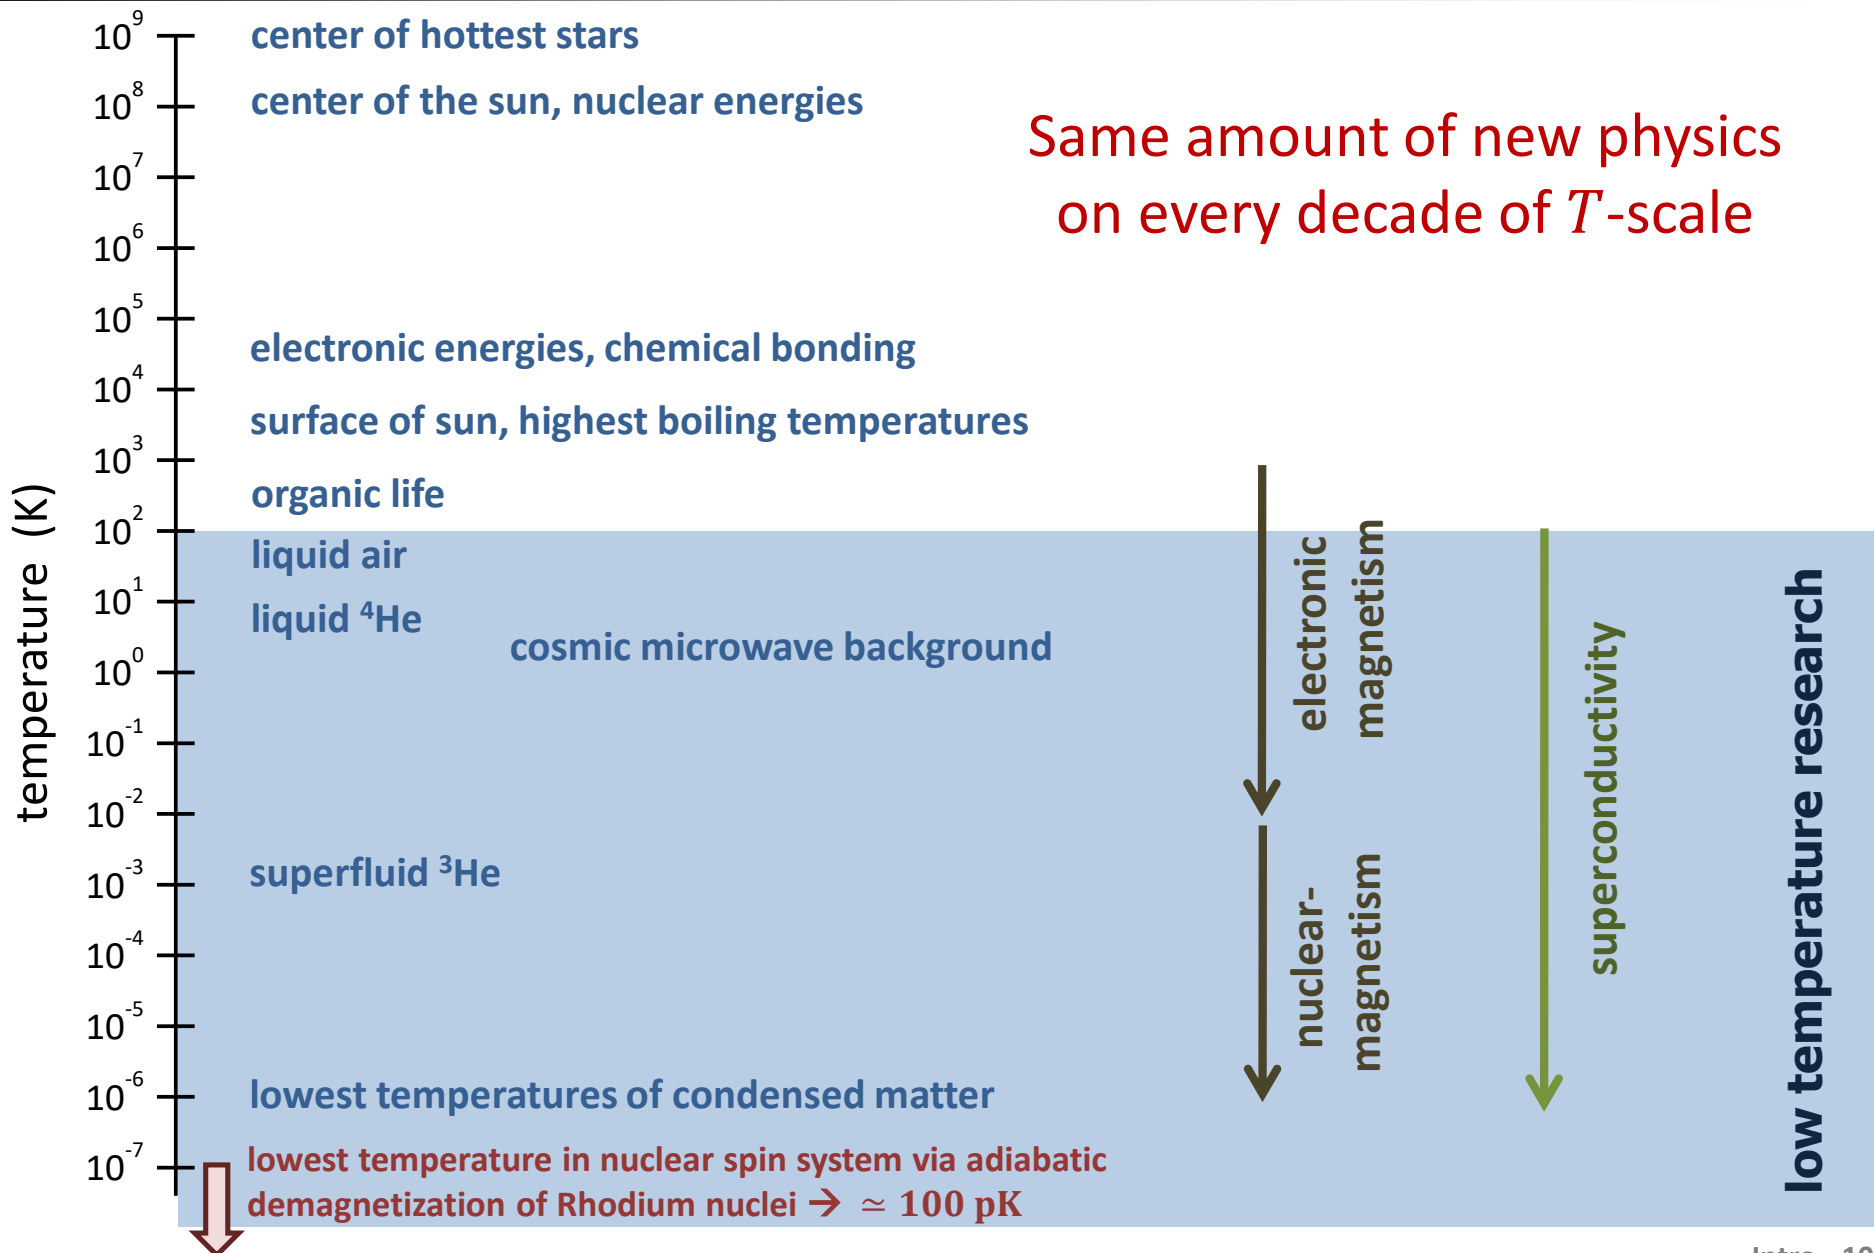 10^9 center of hottest stars
10^8 center of the sun, nuclear energies
Same amount of new physics
10^7
on every decade of T-scale
10^6
10^5
electronic energies, chemical bonding
10^4
surface of sun, highest boiling temperatures
10^3
organic life
10^2
liquid air
10^1
liquid ^4He
cosmic microwave background
10^0
10^-1
10^-2
superfluid ^3He
10^-3
10^-4
10^-5
10^-6 lowest temperatures of condensed matter
10^-7 lowest temperature in nuclear spin system via adiabatic
demagnetization of Rhodium nuclei → ≃ 100 pK
temperature (K)
electronic
magnetism
nuclear-
magnetism
superconductivity
low temperature research